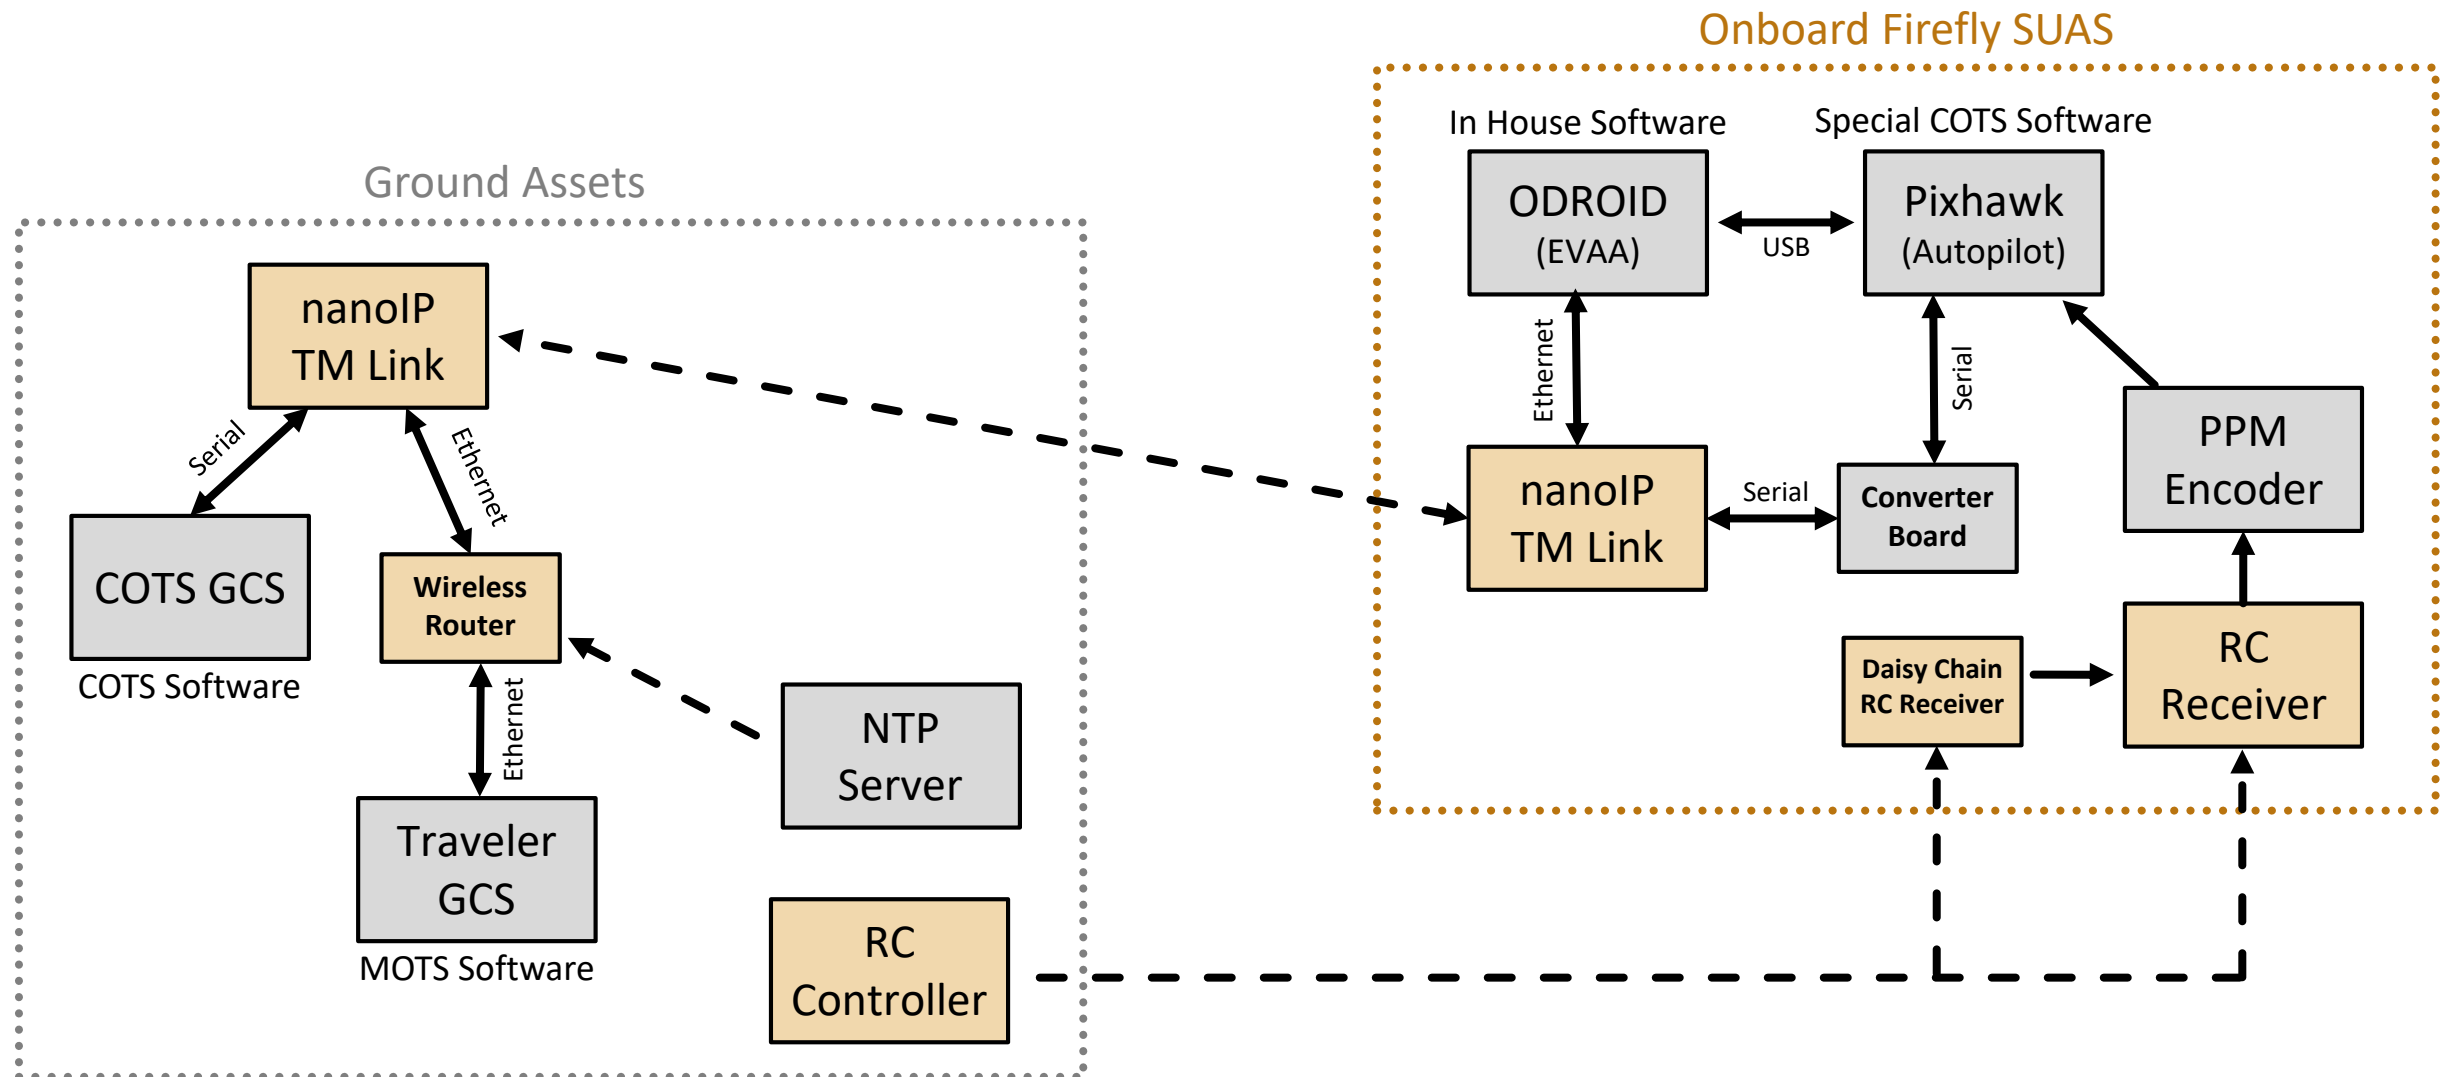 Onboard Firefly SUAS
In House Software
Special COTS Software
ODROID
(EVAA)
USB
Pixhawk
(Autopilot)
Ethernet
Serial
nanoIP
TM Link
Serial
Converter
Board
PPM
Encoder
Daisy Chain
RC Receiver
RC
Receiver
Ground Assets
nanoIP
TM Link
Serial
Ethernet
COTS GCS
COTS Software
Wireless
Router
Ethernet
NTP
Server
Traveler
GCS
MOTS Software
RC
Controller